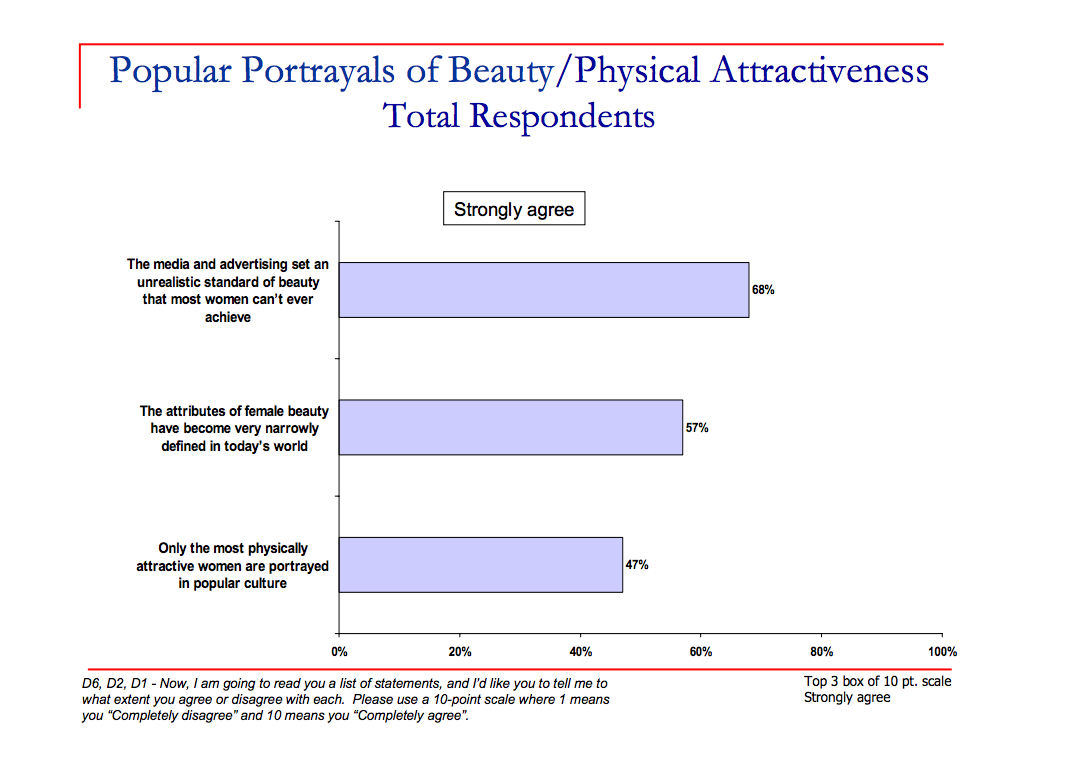 Popular Portrayals of Beauty/Physical Attractiveness
Total Respondents
Strongly agree
The media and advertising set an
unrealistic standard of beauty
that most women can’t ever
achieve
68%
The attributes of female beauty
have become very narrowly
defined in today’s world
57%
Only the most physically
attractive women are portrayed
in popular culture
47%
0%
20%
40%
60%
80%
100%
D6, D2, D1 - Now, I am going to read you a list of statements, and I’d like you to tell me to
what extent you agree or disagree with each.  Please use a 10-point scale where 1 means
you “Completely disagree” and 10 means you “Completely agree”.
Top 3 box of 10 pt. scale
Strongly agree